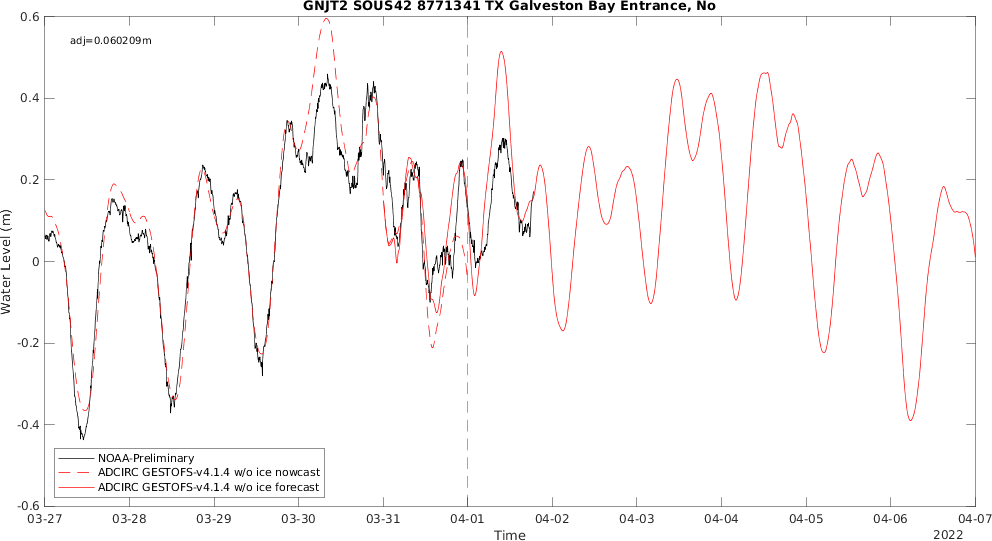 GNJT2 SOUS42 8771341 TX Galveston Bay Entrance, No
adj=0.060209m
0.6
0.4
0.2
0
-0.2
-0.4
-0.6
Water Level (m)
NOAA-Preliminary
ADCIRC GESTOFS-v4.1.4 w/o ice nowcast
ADCIRC GESTOFS-v4.1.4 w/o ice forecast
03-27 03-28 03-29 03-30 03-31 04-01 04-02 04-03 04-04 04-05 04-06 04-07
Time
2022